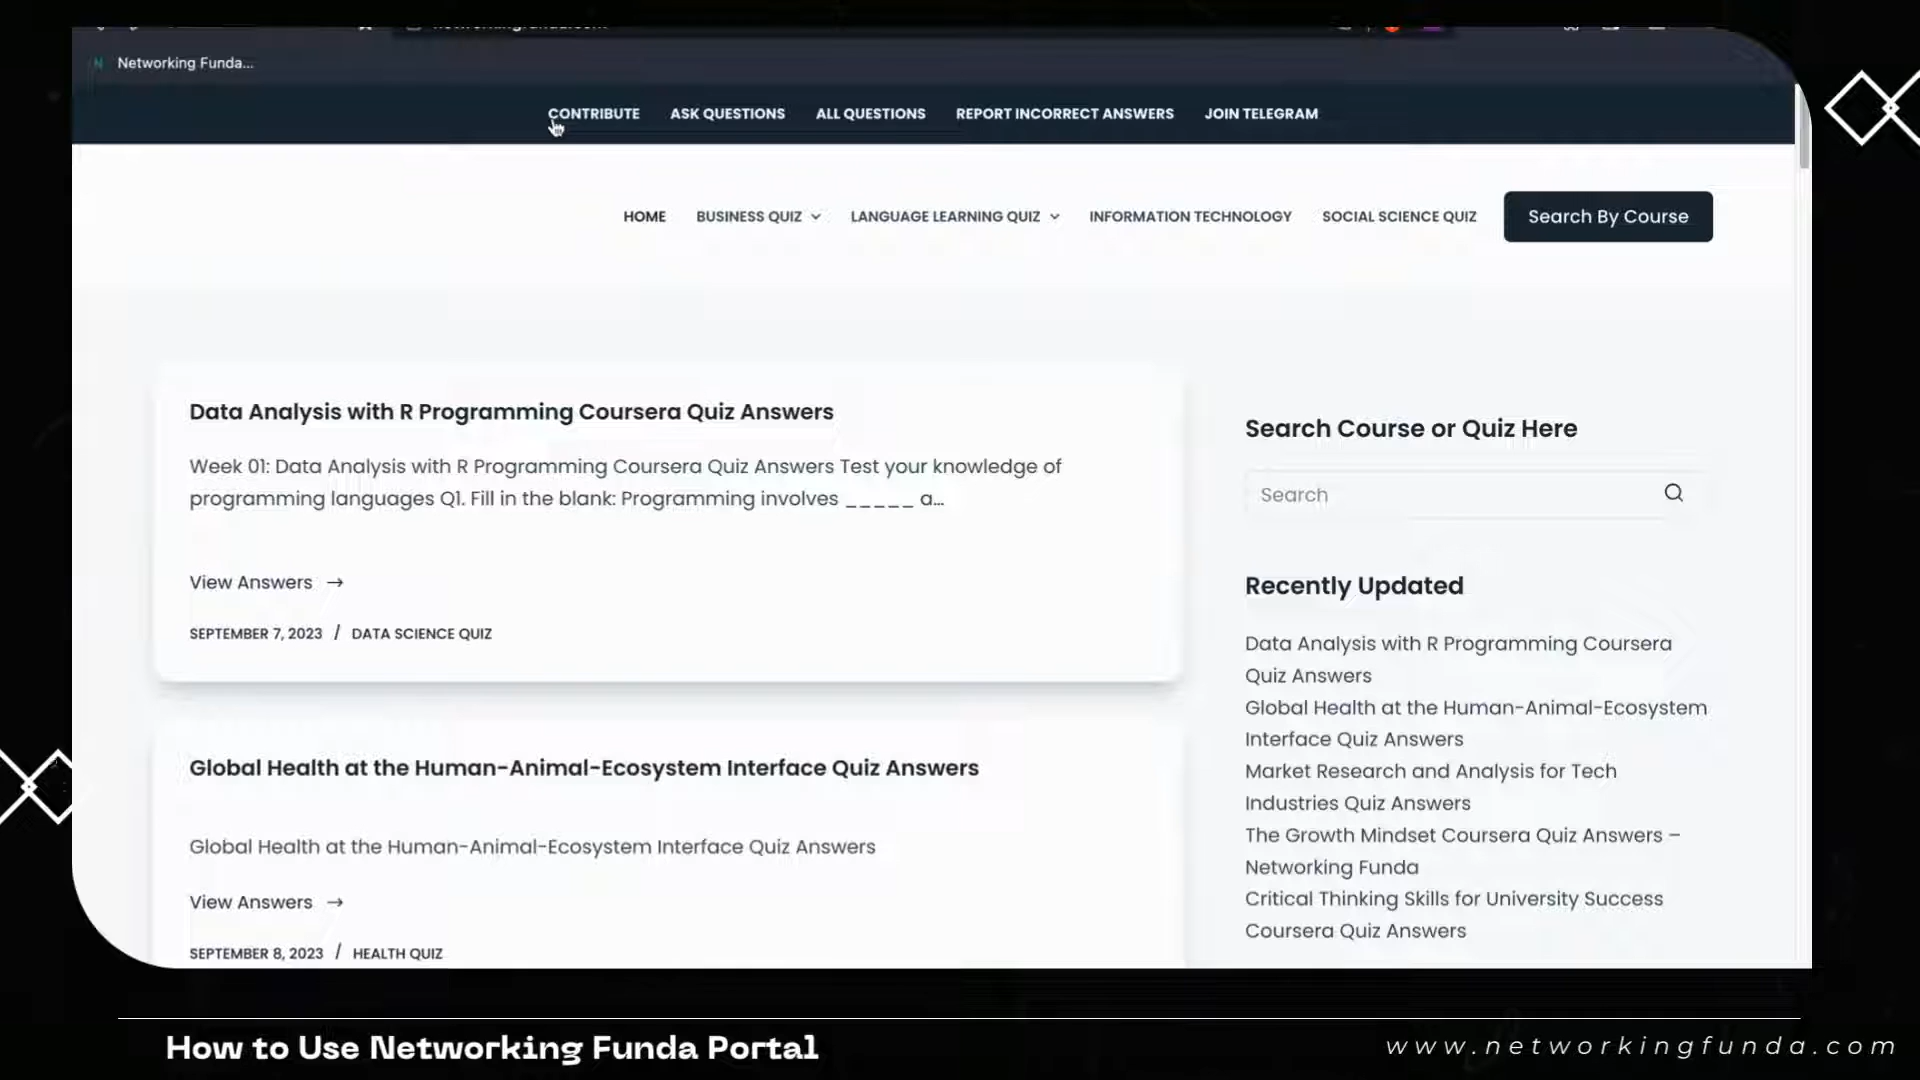 Networking Funda...
CONTRIBUTE ASK QUESTIONS ALL QUESTIONS REPORT INCORRECT ANSWERS JOIN TELEGRAM
HOME BUSINESS QUIZ LANGUAGE LEARNING QUIZ INFORMATION TECHNOLOGY SOCIAL SCIENCE QUIZ Search By Course
Data Analysis with R Programming Coursera Quiz Answers
Week 01: Data Analysis with R Programming Coursera Quiz Answers Test your knowledge of
programming languages Q1. Fill in the blank: Programming involves _____ a...
View Answers →
SEPTEMBER 7, 2023 / DATA SCIENCE QUIZ
Global Health at the Human-Animal-Ecosystem Interface Quiz Answers
Global Health at the Human-Animal-Ecosystem Interface Quiz Answers
View Answers →
SEPTEMBER 8, 2023 / HEALTH QUIZ
Search Course or Quiz Here
Search
Recently Updated
Data Analysis with R Programming Coursera
Quiz Answers
Global Health at the Human-Animal-Ecosystem
Interface Quiz Answers
Market Research and Analysis for Tech
Industries Quiz Answers
The Growth Mindset Coursera Quiz Answers –
Networking Funda
Critical Thinking Skills for University Success
Coursera Quiz Answers
How to Use Networking Funda Portal
www.networkingfunda.com